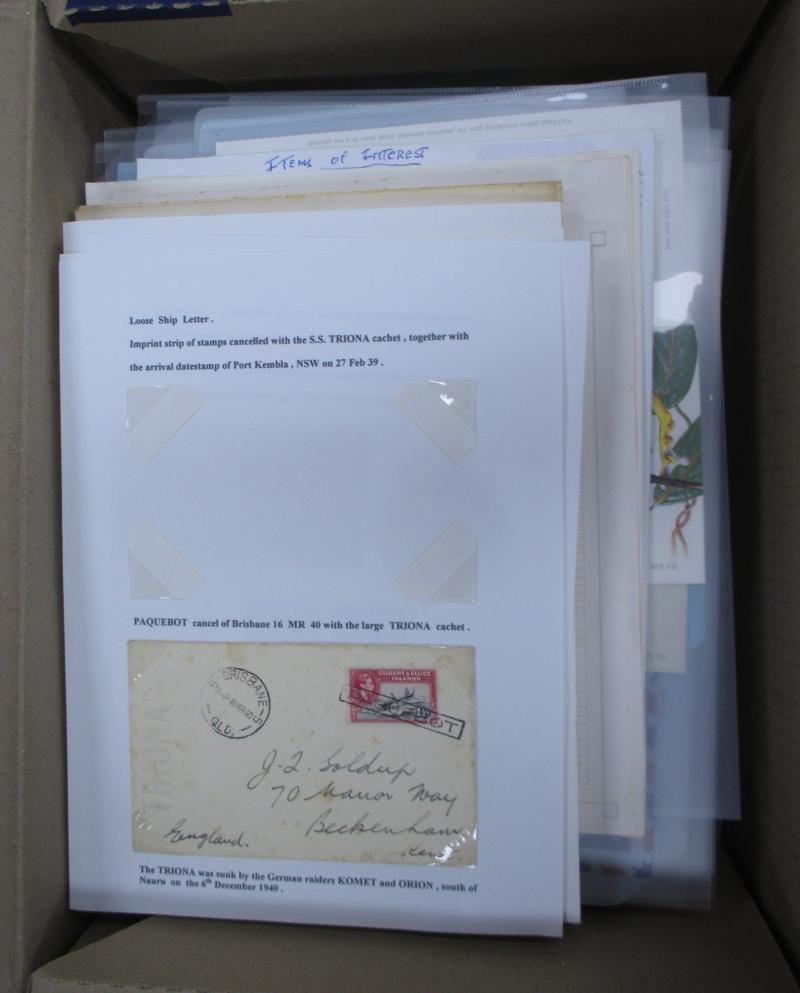 ITEMS OF INTEREST
Loose Ship Letter .
Imprint strip of stamps cancelled with the S.S. TRIONA cachet , together with
the arrival datestamp of Port Kembla , NSW on 27 Feb 39 .
PAQUEBOT cancel of Brisbane 16 MR 40 with the large TRIONA cachet .
BRISBANE-5
QLD.
GILBERT & ELLICE
ISLANDS
"TRIONA"
70 Manor Way
Beckenham
Kent
England.
The TRIONA was sunk by the German raiders KOMET and ORION , south of
Nauru on the 6th December 1940 .